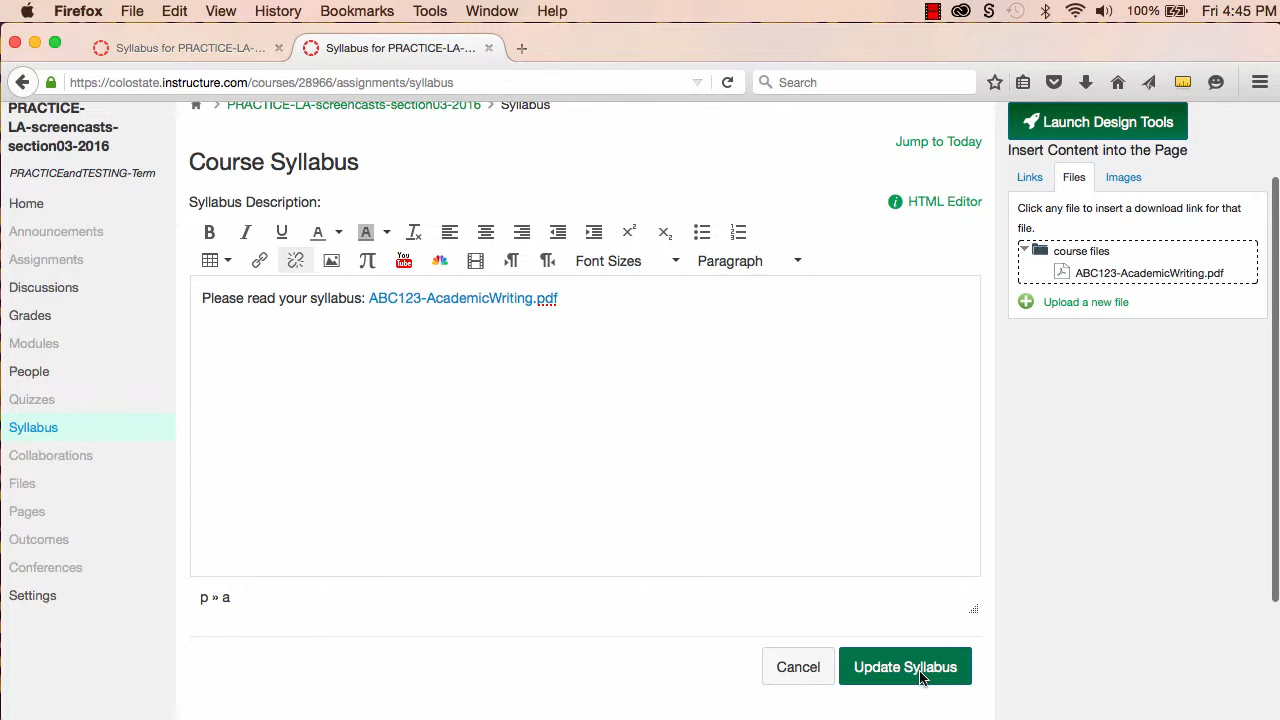 Firefox File Edit View History Bookmarks Tools Window Help 100% Fri 4:45 PM
Syllabus for PRACTICE-LA-... Syllabus for PRACTICE-LA-...
https://colostate.instructure.com/courses/28966/assignments/syllabus Search
PRACTICE-
LA-screencasts-
section03-2016
PRACTICEandTESTING-Term
Home
Announcements
Assignments
Discussions
Grades
Modules
People
Quizzes
Syllabus
Collaborations
Files
Pages
Outcomes
Conferences
Settings
PRACTICE-LA-screencasts-section03-2016 > Syllabus
Jump to Today
Course Syllabus
Syllabus Description:
HTML Editor
B I U A A Tx x² x₂
π You Tube Font Sizes Paragraph
Please read your syllabus: ABC123-AcademicWriting.pdf
p » a
Cancel Update Syllabus
Launch Design Tools
Insert Content into the Page
Links Files Images
Click any file to insert a download link for that
file.
course files
ABC123-AcademicWriting.pdf
Upload a new file